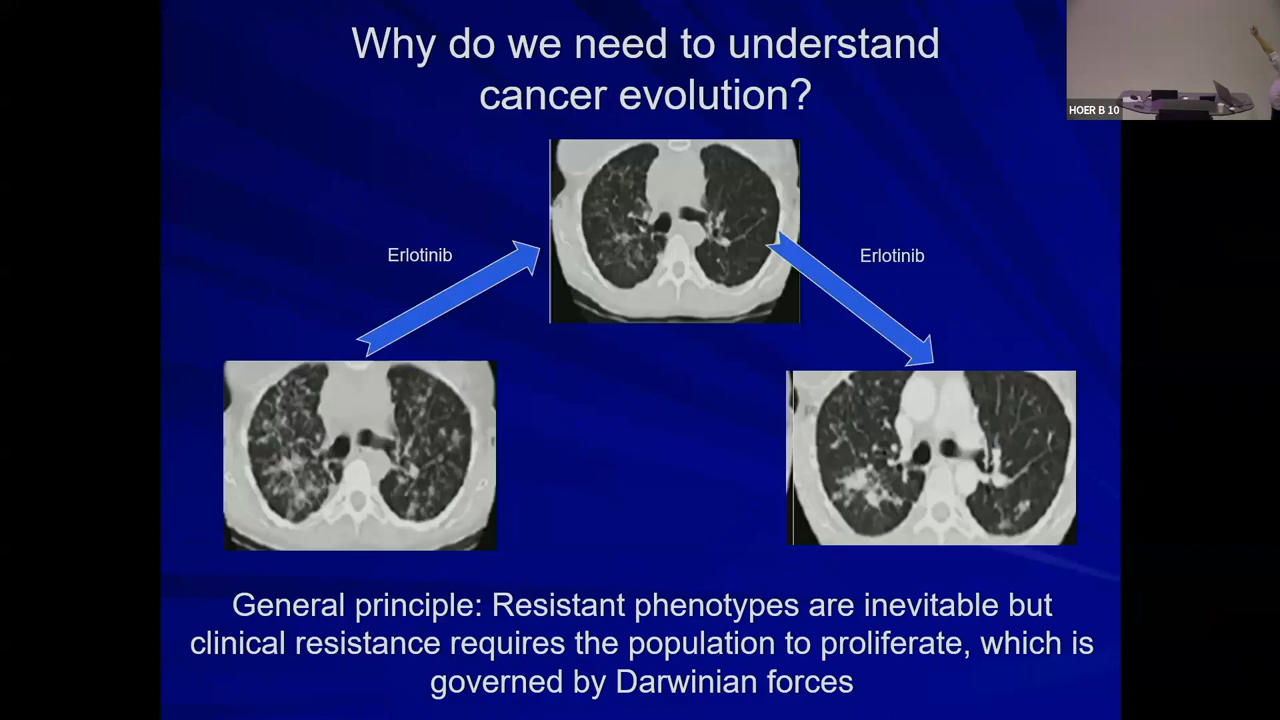 Why do we need to understand
cancer evolution?
HOER B 10
Erlotinib
Erlotinib
General principle: Resistant phenotypes are inevitable but
clinical resistance requires the population to proliferate, which is
governed by Darwinian forces